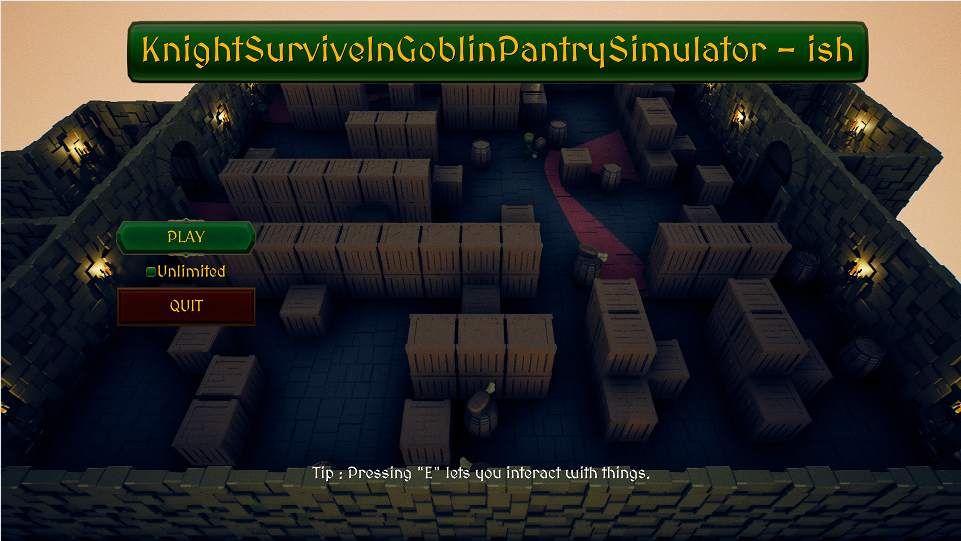 KnightSurviveInGoblinPantrySimulator - ish
PLAY
Unlimited
QUIT
Tip : Pressing "E" lets you interact with things.